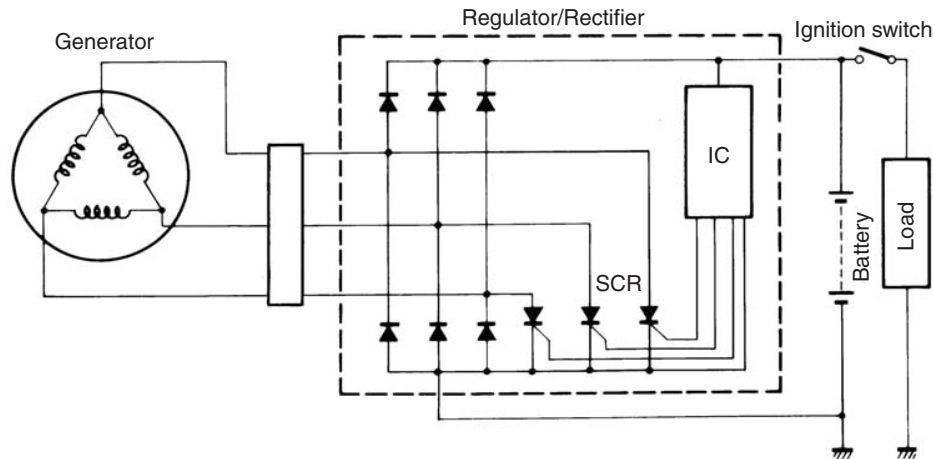 Regulator/Rectifier
Ignition switch
Generator
IC
SCR
Battery
Load